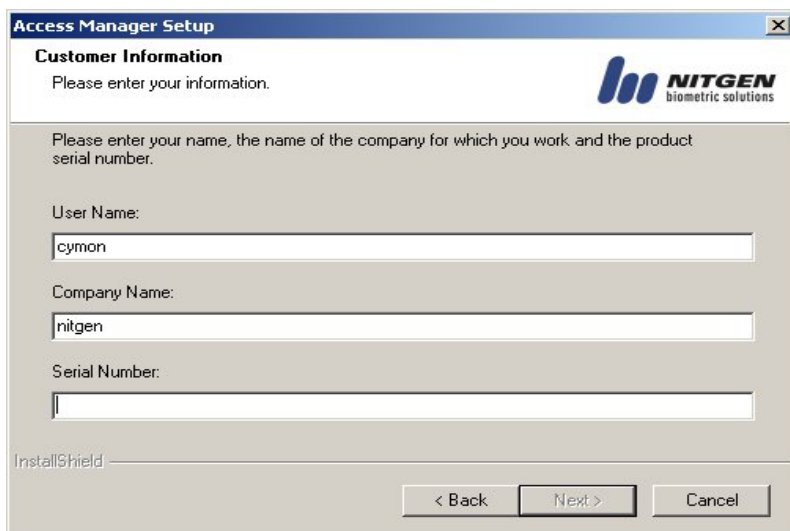 Access Manager Setup
Customer Information
Please enter your information.
NITGEN
biometric solutions
Please enter your name, the name of the company for which you work and the product
serial number.
User Name:
cymon
Company Name:
nitgen
Serial Number:
InstallShield
< Back
Next >
Cancel